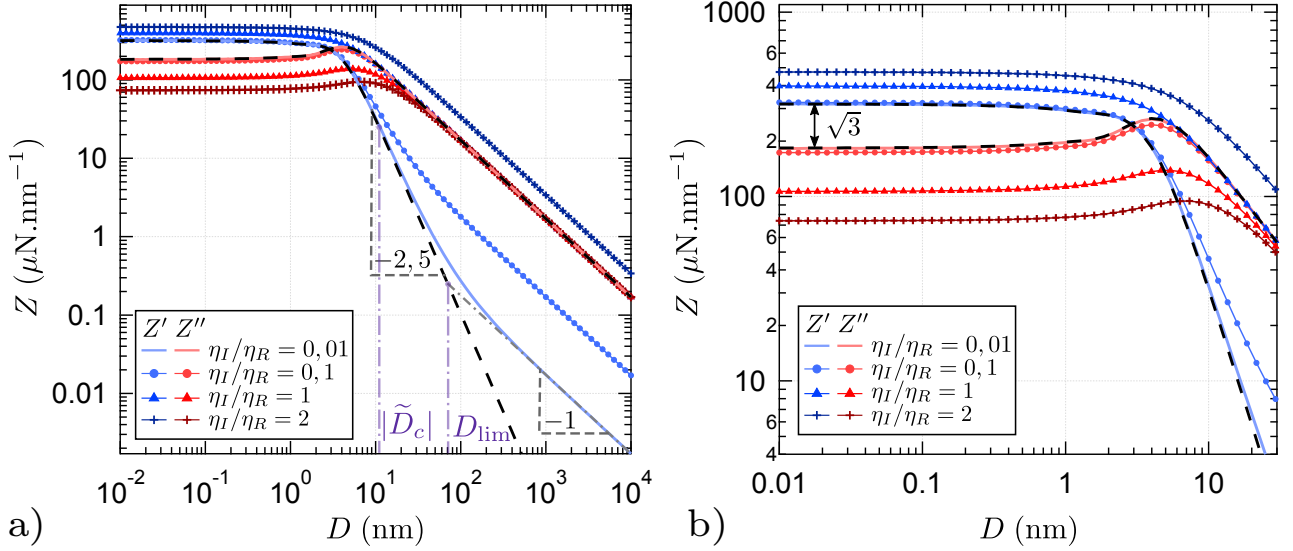 Z (μN.nm⁻¹)
100
10
1
0.1
0.01
−2,5
−1
|D̃c|
Dlim
Z′ Z″
ηI/ηR = 0,01
ηI/ηR = 0,1
ηI/ηR = 1
ηI/ηR = 2
10⁻² 10⁻¹ 10⁰ 10¹ 10² 10³ 10⁴
D (nm)
a)
Z (μN.nm⁻¹)
1000
4
2
100
4
2
10
4
√3
Z′ Z″
ηI/ηR = 0,01
ηI/ηR = 0,1
ηI/ηR = 1
ηI/ηR = 2
0.01 0.1 1 10
D (nm)
b)